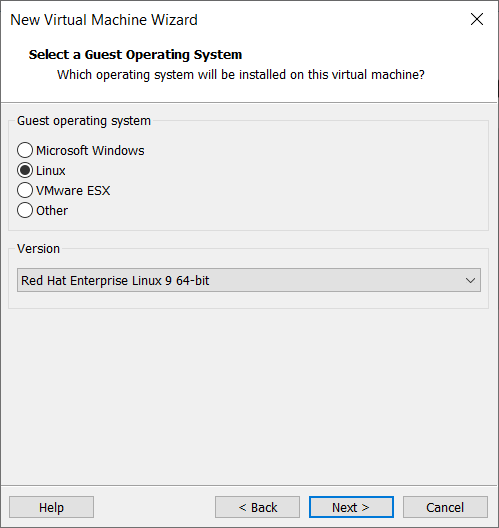 New Virtual Machine Wizard
Select a Guest Operating System
Which operating system will be installed on this virtual machine?
Guest operating system
Microsoft Windows
Linux
VMware ESX
Other
Version
Red Hat Enterprise Linux 9 64-bit
Help
< Back
Next >
Cancel